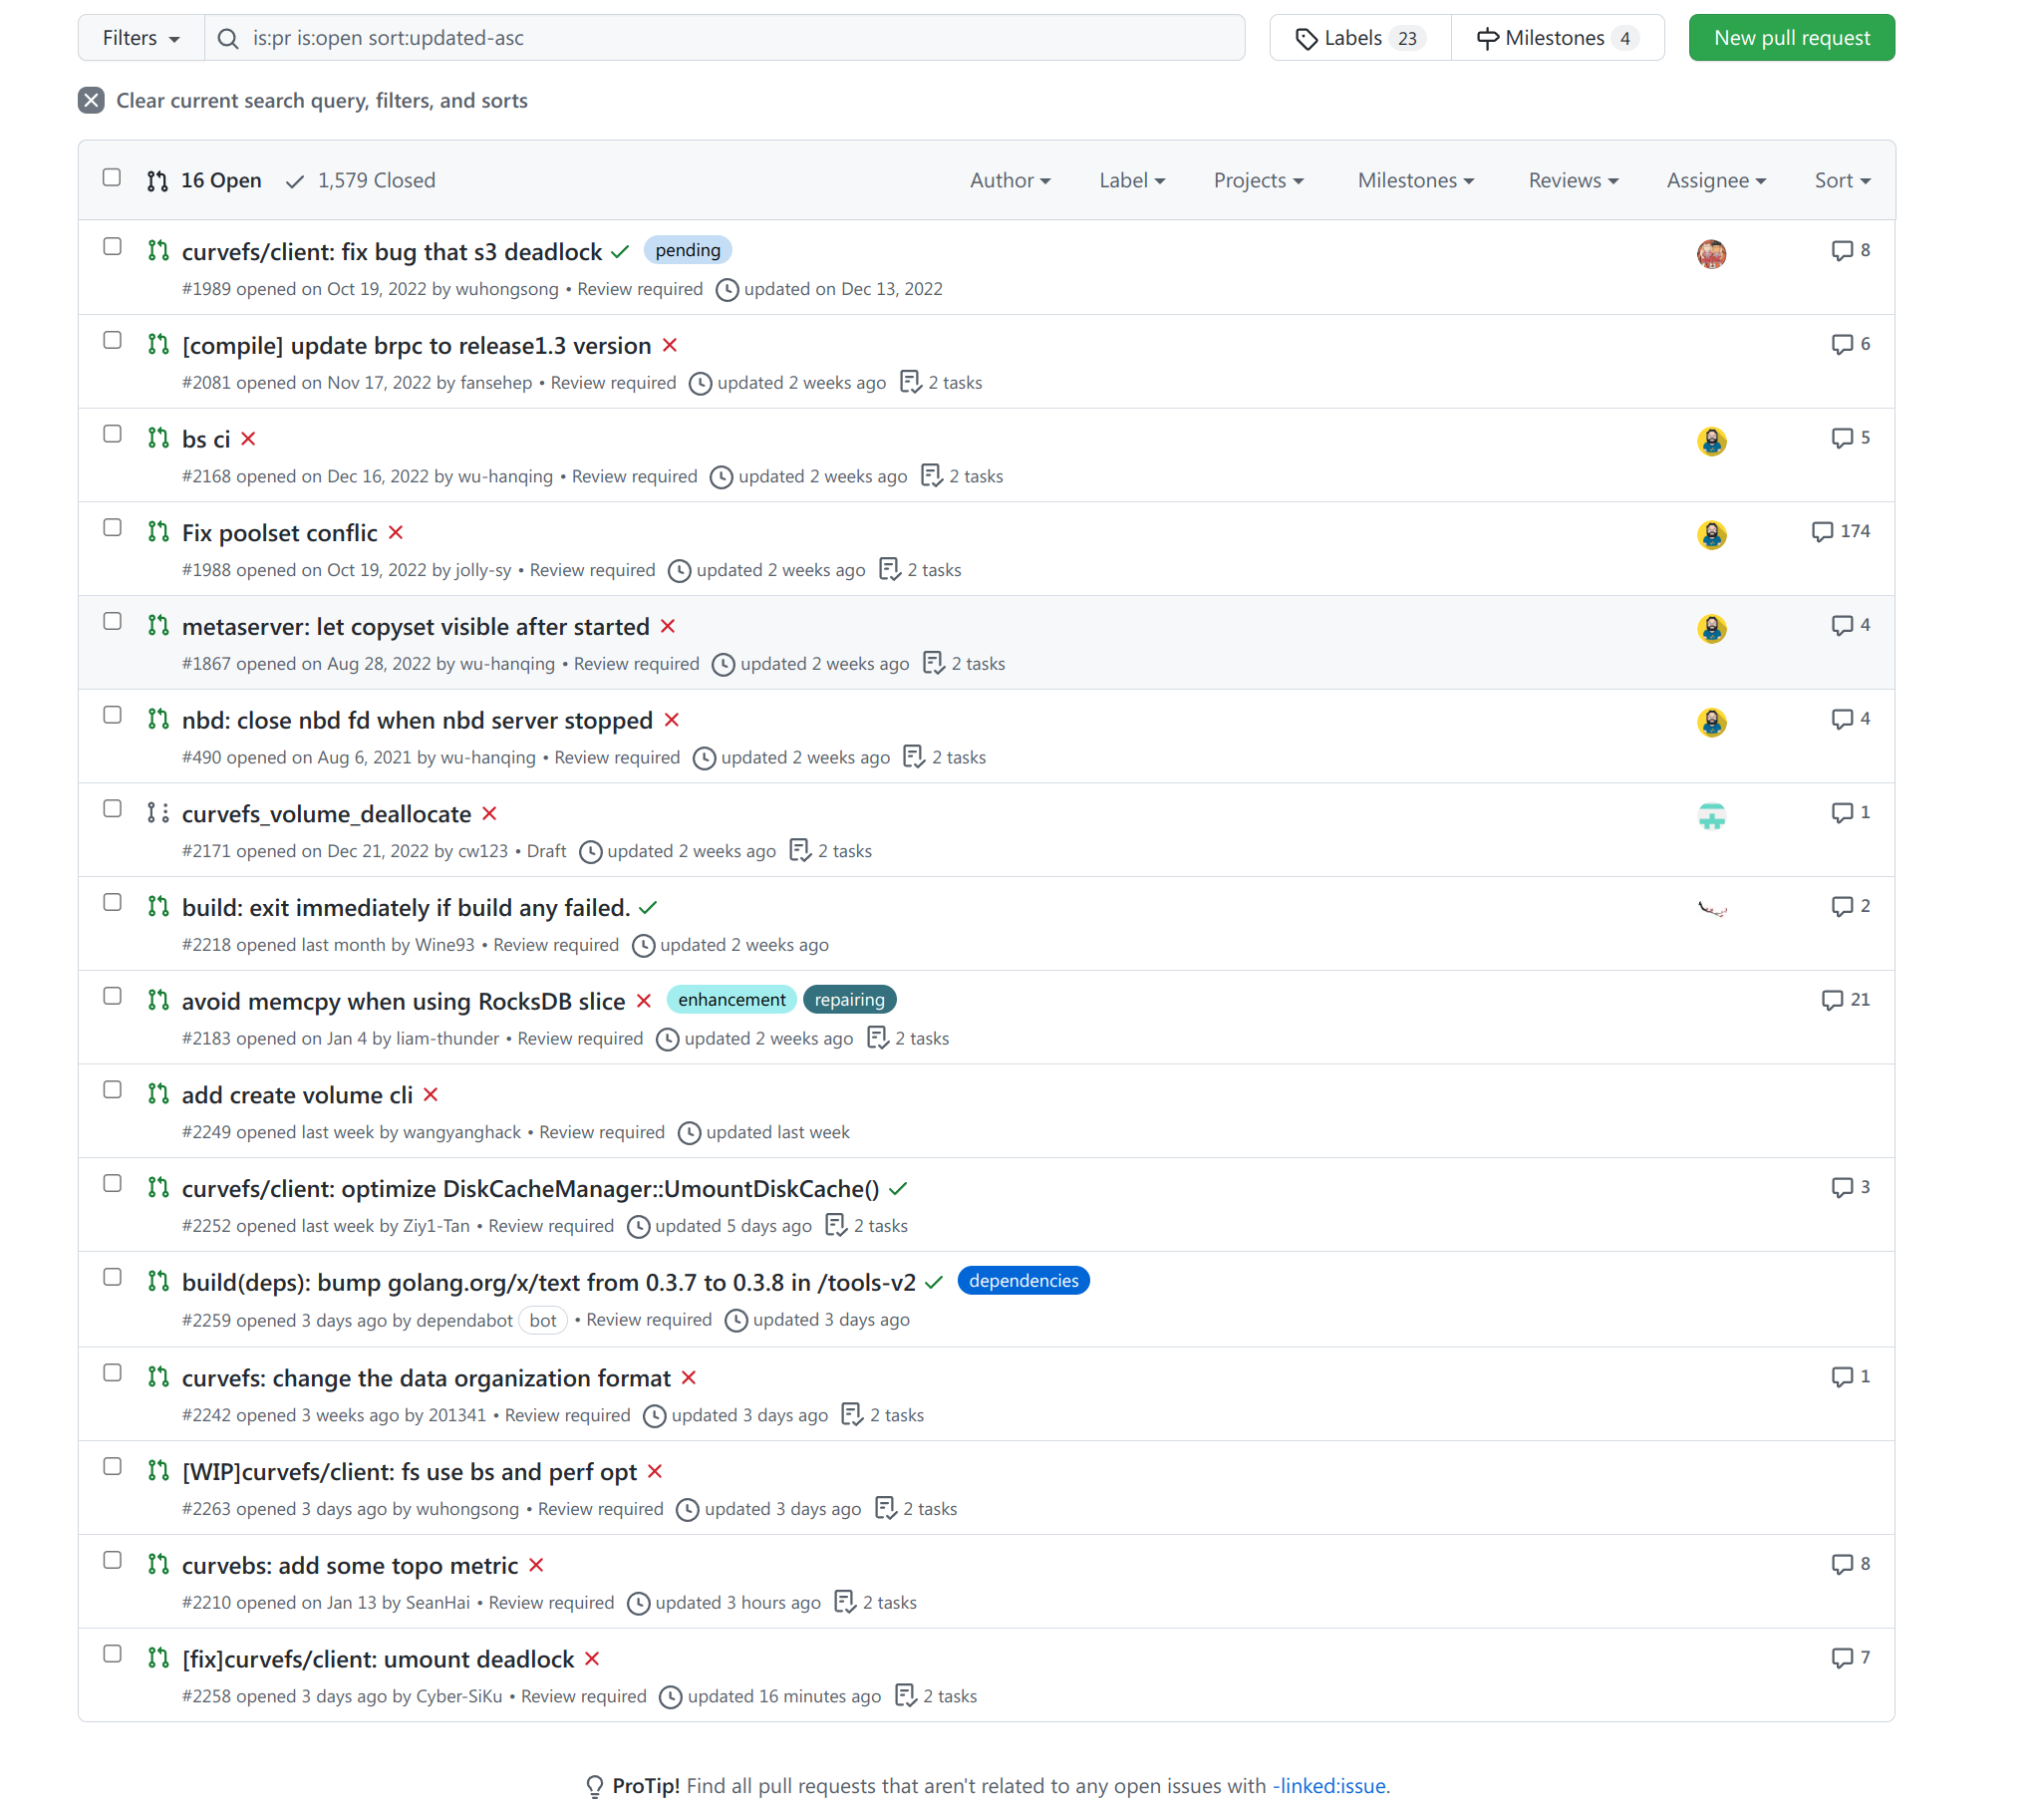 Filters is:pr is:open sort:updated-asc Labels 23 Milestones 4 New pull request
Clear current search query, filters, and sorts
16 Open 1,579 Closed Author Label Projects Milestones Reviews Assignee Sort
curvefs/client: fix bug that s3 deadlock pending 8
#1989 opened on Oct 19, 2022 by wuhongsong • Review required updated on Dec 13, 2022
[compile] update brpc to release1.3 version 6
#2081 opened on Nov 17, 2022 by fansehep • Review required updated 2 weeks ago 2 tasks
bs ci 5
#2168 opened on Dec 16, 2022 by wu-hanqing • Review required updated 2 weeks ago 2 tasks
Fix poolset conflic 174
#1988 opened on Oct 19, 2022 by jolly-sy • Review required updated 2 weeks ago 2 tasks
metaserver: let copyset visible after started 4
#1867 opened on Aug 28, 2022 by wu-hanqing • Review required updated 2 weeks ago 2 tasks
nbd: close nbd fd when nbd server stopped 4
#490 opened on Aug 6, 2021 by wu-hanqing • Review required updated 2 weeks ago 2 tasks
curvefs_volume_deallocate 1
#2171 opened on Dec 21, 2022 by cw123 • Draft updated 2 weeks ago 2 tasks
build: exit immediately if build any failed. 2
#2218 opened last month by Wine93 • Review required updated 2 weeks ago
avoid memcpy when using RocksDB slice enhancement repairing 21
#2183 opened on Jan 4 by liam-thunder • Review required updated 2 weeks ago 2 tasks
add create volume cli
#2249 opened last week by wangyanghack • Review required updated last week
curvefs/client: optimize DiskCacheManager::UmountDiskCache() 3
#2252 opened last week by Ziy1-Tan • Review required updated 5 days ago 2 tasks
build(deps): bump golang.org/x/text from 0.3.7 to 0.3.8 in /tools-v2 dependencies
#2259 opened 3 days ago by dependabot bot • Review required updated 3 days ago
curvefs: change the data organization format 1
#2242 opened 3 weeks ago by 201341 • Review required updated 3 days ago 2 tasks
[WIP]curvefs/client: fs use bs and perf opt
#2263 opened 3 days ago by wuhongsong • Review required updated 3 days ago 2 tasks
curvebs: add some topo metric 8
#2210 opened on Jan 13 by SeanHai • Review required updated 3 hours ago 2 tasks
[fix]curvefs/client: umount deadlock 7
#2258 opened 3 days ago by Cyber-SiKu • Review required updated 16 minutes ago 2 tasks
ProTip! Find all pull requests that aren't related to any open issues with -linked:issue.